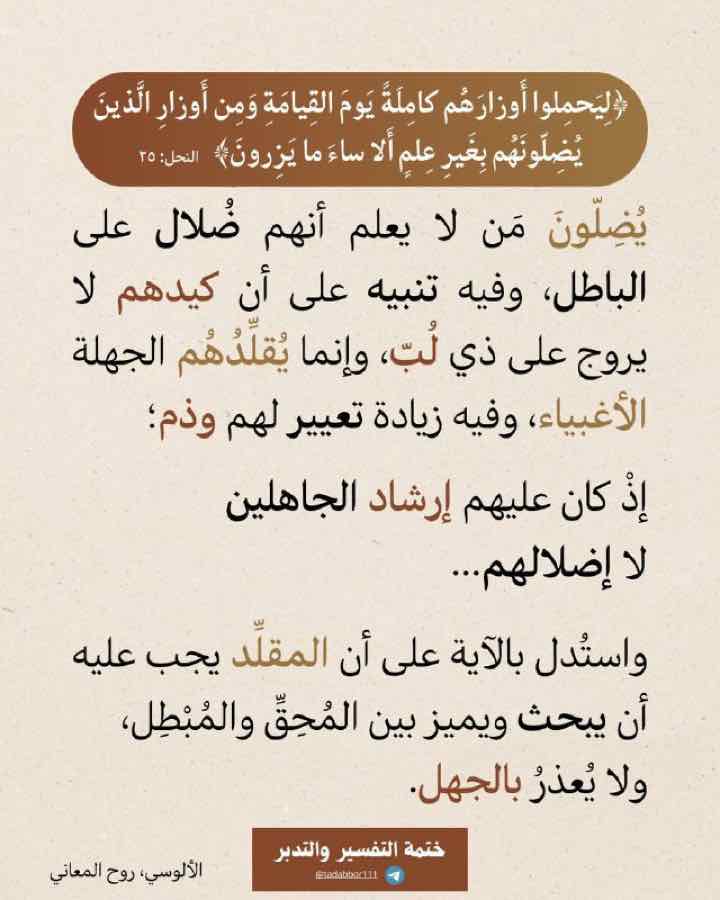 ﴿لِيَحمِلوا أَوزارَهُم كامِلَةً يَومَ القِيامَةِ وَمِن أَوزارِ الَّذينَ
يُضِلّونَهُم بِغَيرِ عِلمٍ أَلا ساءَ ما يَزِرونَ﴾ النحل: ٢٥
يُضِلّونَ مَن لا يعلم أنهم ضُلال على
الباطل، وفيه تنبيه على أن كيدهم لا
يروج على ذي لُبّ، وإنما يُقلِّدُهُم الجهلة
الأغبياء، وفيه زيادة تعيير لهم وذم؛
إذْ كان عليهم إرشاد الجاهلين
لا إضلالهم...
واستُدل بالآية على أن المقلِّد يجب عليه
أن يبحث ويميز بين المُحِقِّ والمُبْطِل،
ولا يُعذرُ بالجهل.
ختمة التفسير والتدبر
@tadabbor111
الألوسي، روح المعاني